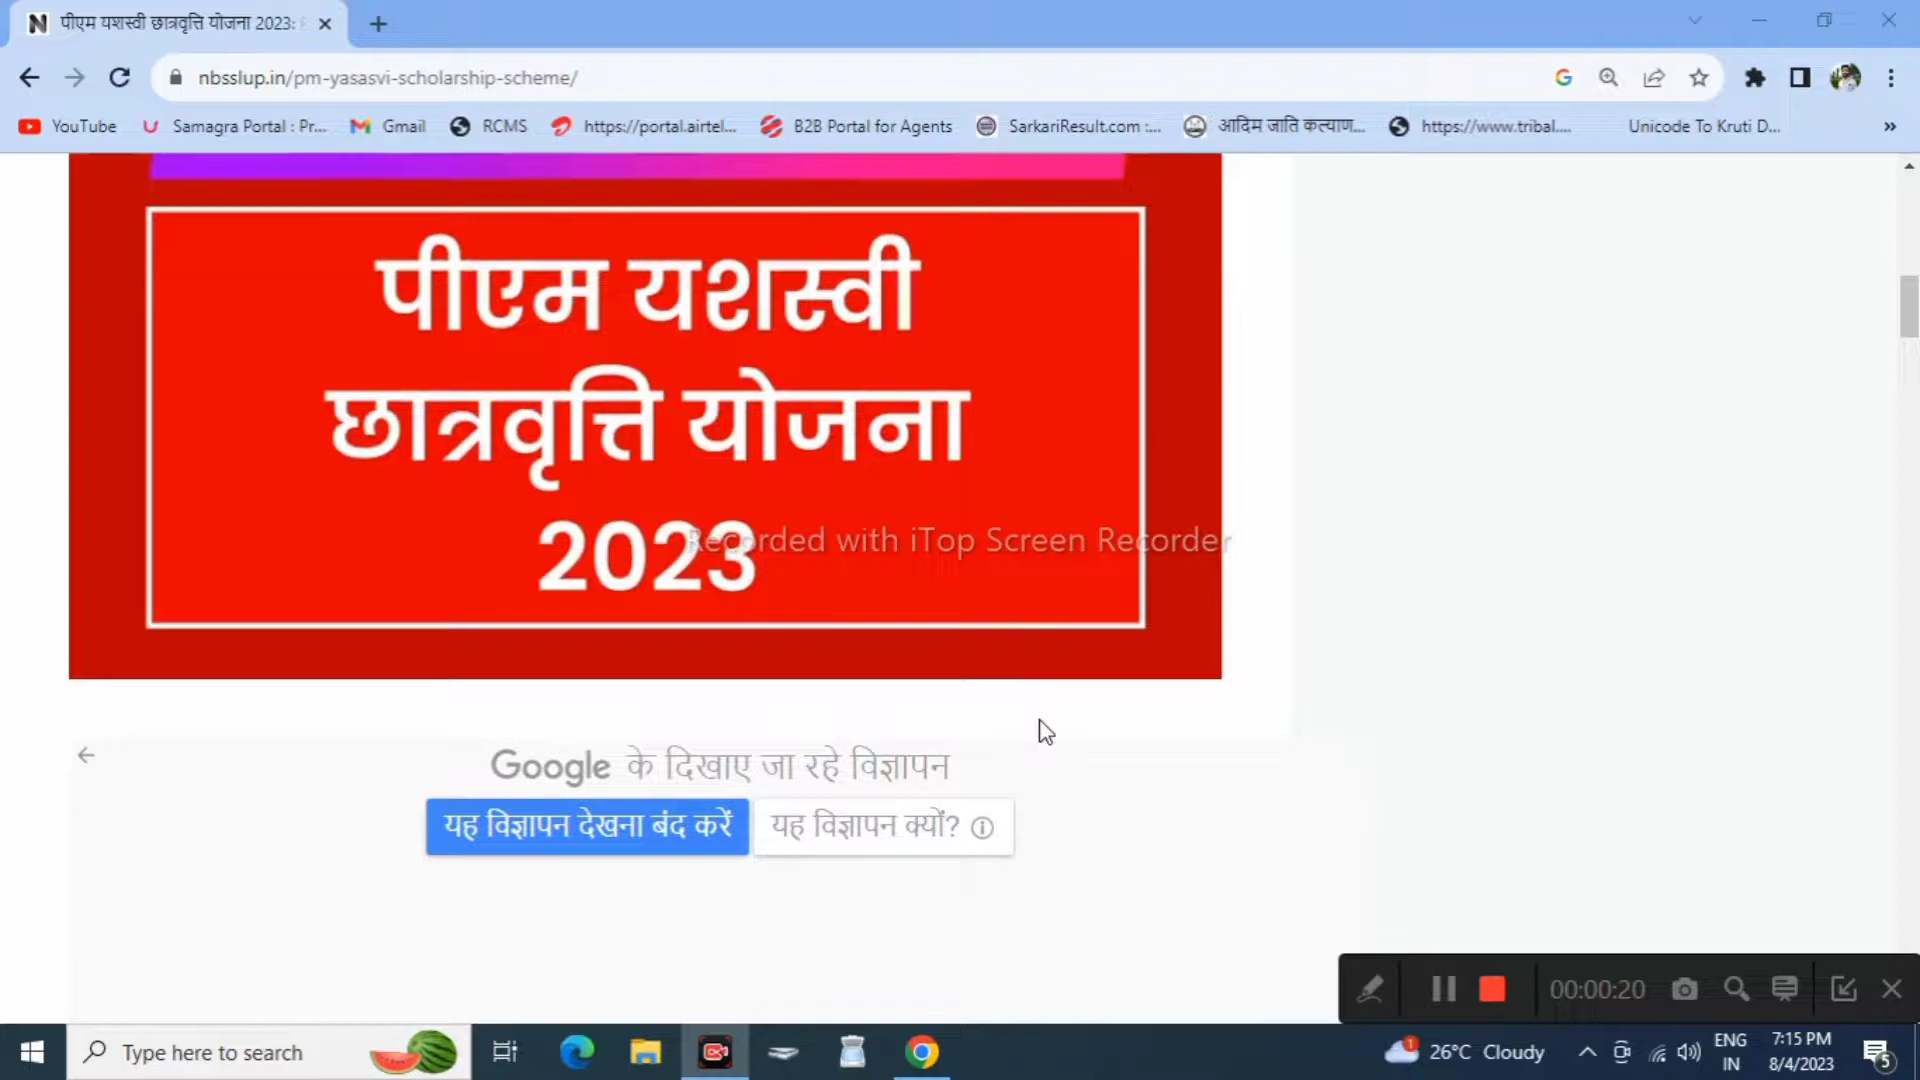 पीएम यशस्वी छात्रवृत्ति योजना 2023:
nbsslup.in/pm-yasasvi-scholarship-scheme/
YouTube
Samagra Portal : Pr...
Gmail
RCMS
https://portal.airtel...
B2B Portal for Agents
SarkariResult.com :...
आदिम जाति कल्याण...
https://www.tribal....
Unicode To Kruti D...
पीएम यशस्वी
छात्रवृत्ति योजना
2023
Recorded with iTop Screen Recorder
Google के दिखाए जा रहे विज्ञापन
यह विज्ञापन देखना बंद करें
यह विज्ञापन क्यों?
00:00:20
Type here to search
1
26°C Cloudy
ENG
IN
7:15 PM
8/4/2023
5